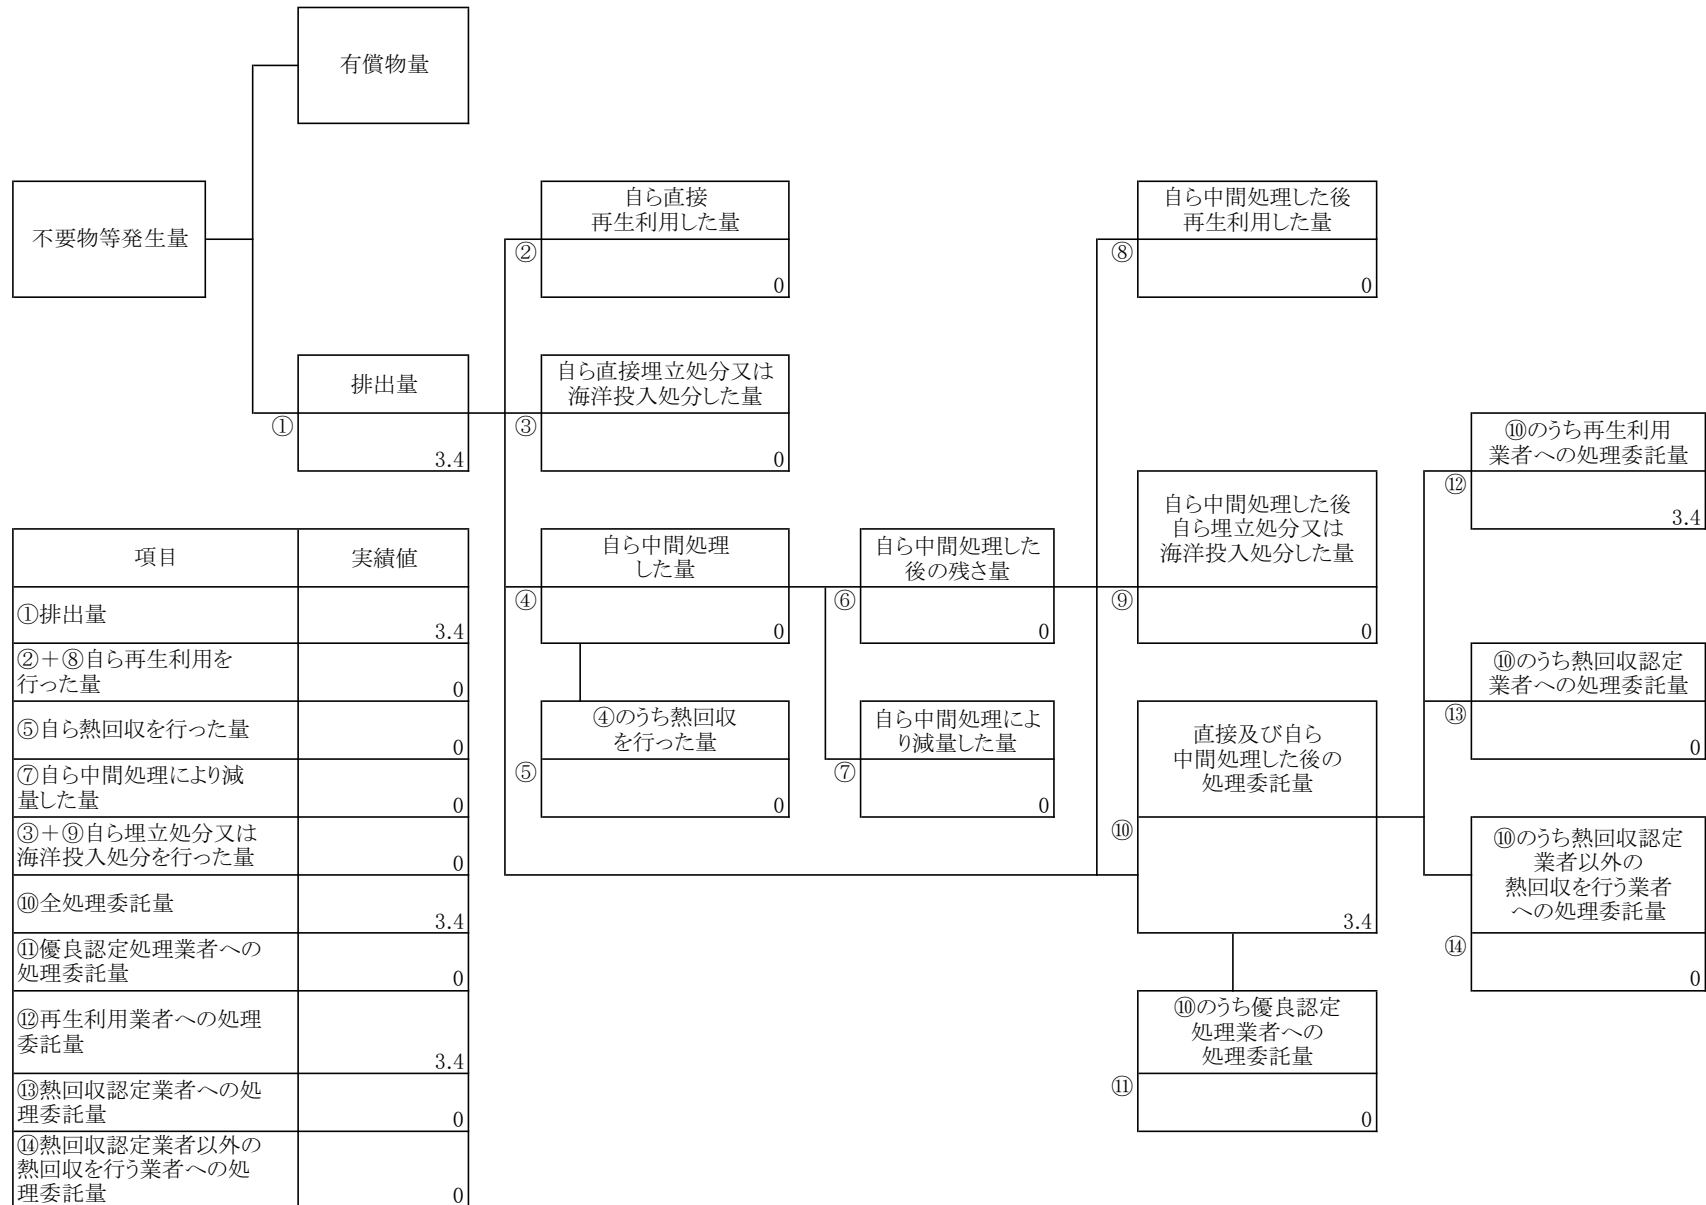 有償物量
不要物等発生量
排出量
①
3.4
自ら直接
再生利用した量
②
0
自ら直接埋立処分又は
海洋投入処分した量
③
0
自ら中間処理
した量
④
0
④のうち熱回収
を行った量
⑤
0
自ら中間処理した
後の残さ量
⑥
0
自ら中間処理によ
り減量した量
⑦
0
自ら中間処理した後
再生利用した量
⑧
0
自ら中間処理した後
自ら埋立処分又は
海洋投入処分した量
⑨
0
直接及び自ら
中間処理した後の
処理委託量
⑩
3.4
⑩のうち優良認定
処理業者への
処理委託量
⑪
0
⑩のうち再生利用
業者への処理委託量
⑫
3.4
⑩のうち熱回収認定
業者への処理委託量
⑬
0
⑩のうち熱回収認定
業者以外の
熱回収を行う業者
への処理委託量
⑭
0
項目 実績値
①排出量
3.4
②＋⑧自ら再生利用を
行った量
0
⑤自ら熱回収を行った量
0
⑦自ら中間処理により減
量した量
0
③＋⑨自ら埋立処分又は
海洋投入処分を行った量
0
⑩全処理委託量
3.4
⑪優良認定処理業者への
処理委託量
0
⑫再生利用業者への処理
委託量
3.4
⑬熱回収認定業者への処
理委託量
0
⑭熱回収認定業者以外の
熱回収を行う業者への処
理委託量
0